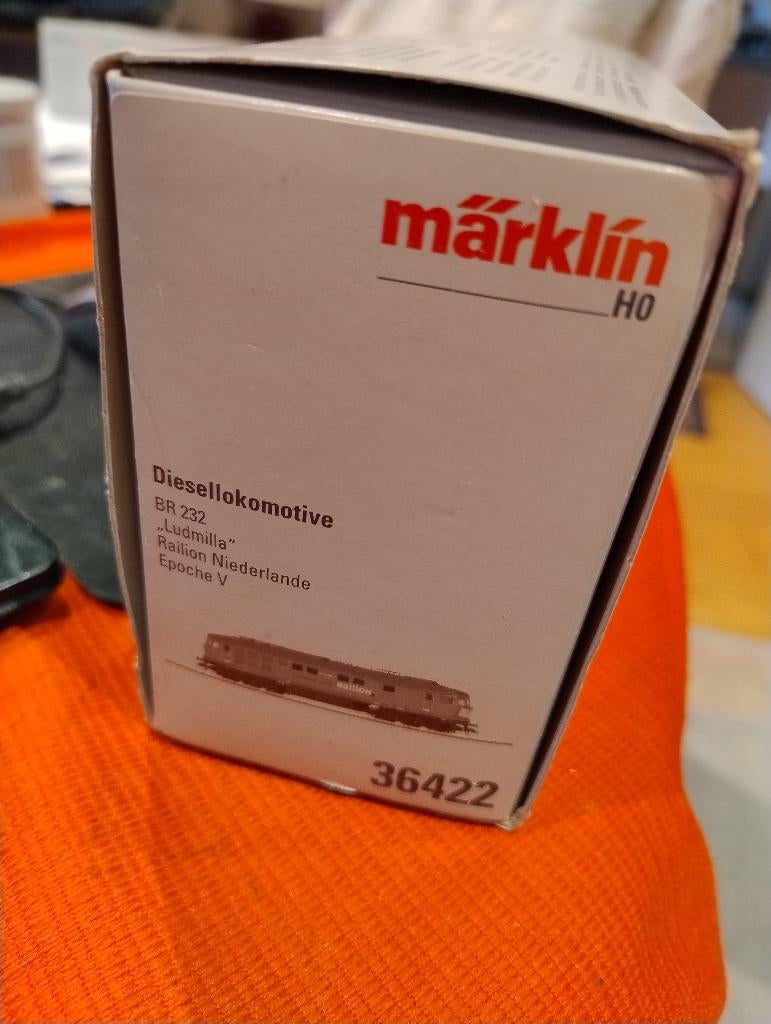 märklin
H0
Diesellokomotive
BR 232
„Ludmilla“
Railion Niederlande
Epoche V
RAILION
36422